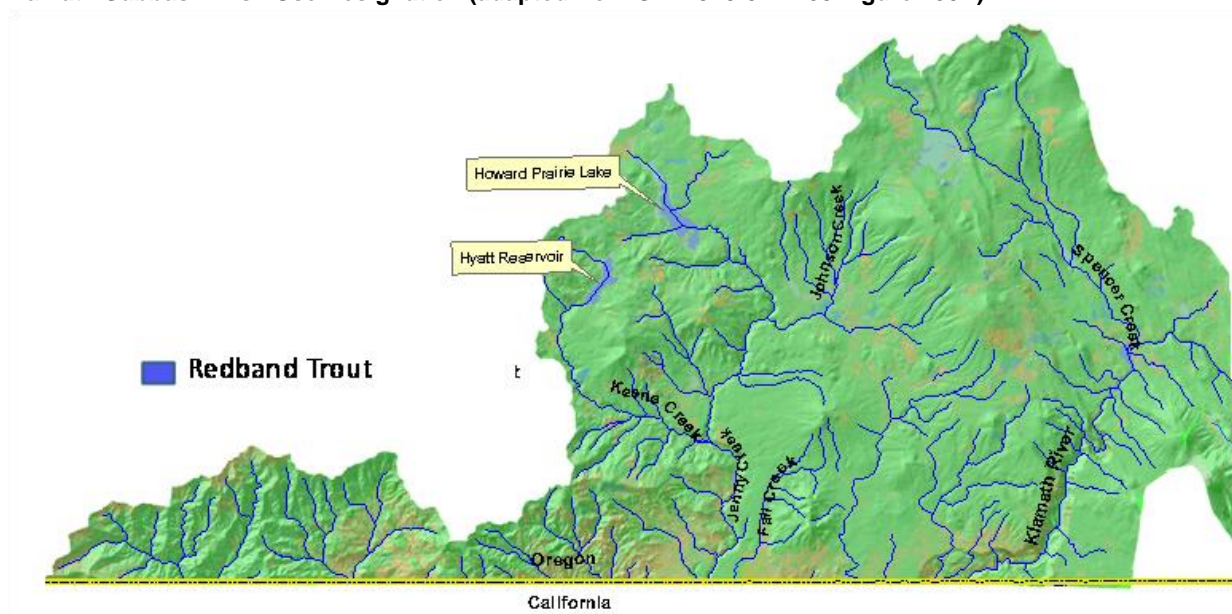 Howard Prairie Lake
Hyatt Reservoir
Johnson Creek
Spencer Creek
Redband Trout
t
Keene Creek
Jenny Creek
Fall Creek
Klamath River
Oregon
California